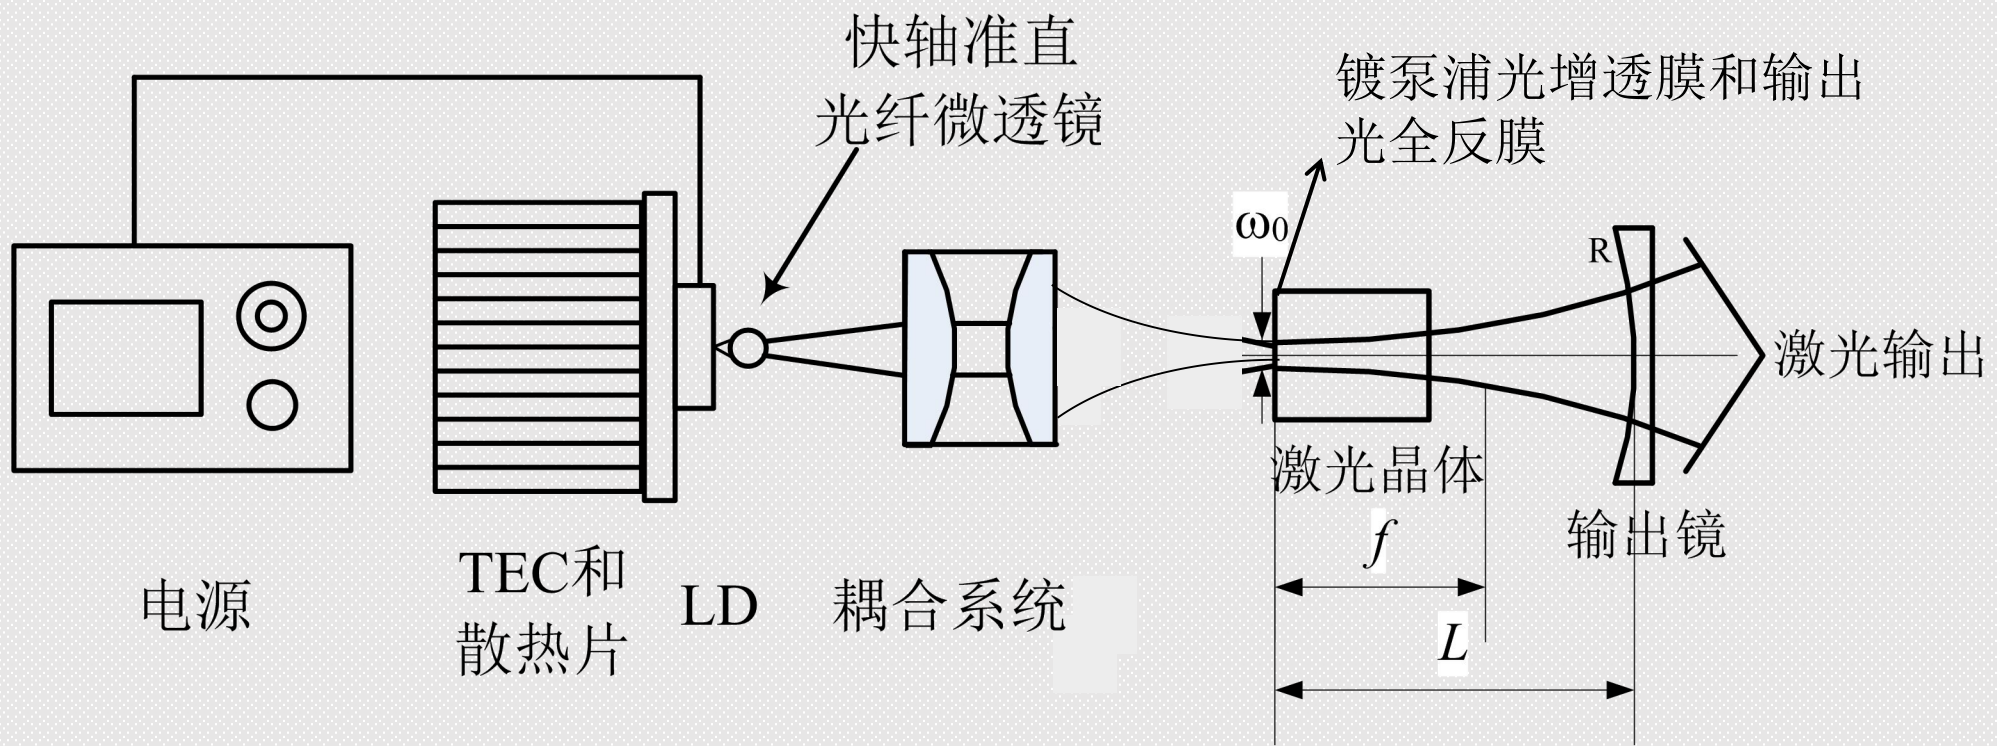 快轴准直
光纤微透镜
镀泵浦光增透膜和输出
光全反膜
ω0
R
激光输出
激光晶体
输出镜
f
L
电源
TEC和
散热片
LD
耦合系统